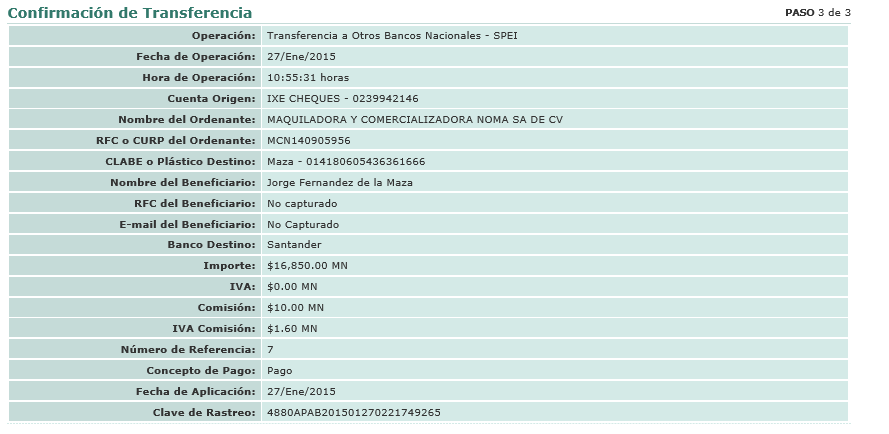 Confirmación de Transferencia PASO 3 de 3
Operación: Transferencia a Otros Bancos Nacionales - SPEI
Fecha de Operación: 27/Ene/2015
Hora de Operación: 10:55:31 horas
Cuenta Origen: IXE CHEQUES - 0239942146
Nombre del Ordenante: MAQUILADORA Y COMERCIALIZADORA NOMA SA DE CV
RFC o CURP del Ordenante: MCN140905956
CLABE o Plástico Destino: Maza - 014180605436361666
Nombre del Beneficiario: Jorge Fernandez de la Maza
RFC del Beneficiario: No capturado
E-mail del Beneficiario: No Capturado
Banco Destino: Santander
Importe: $16,850.00 MN
IVA: $0.00 MN
Comisión: $10.00 MN
IVA Comisión: $1.60 MN
Número de Referencia: 7
Concepto de Pago: Pago
Fecha de Aplicación: 27/Ene/2015
Clave de Rastreo: 4880APAB201501270221749265